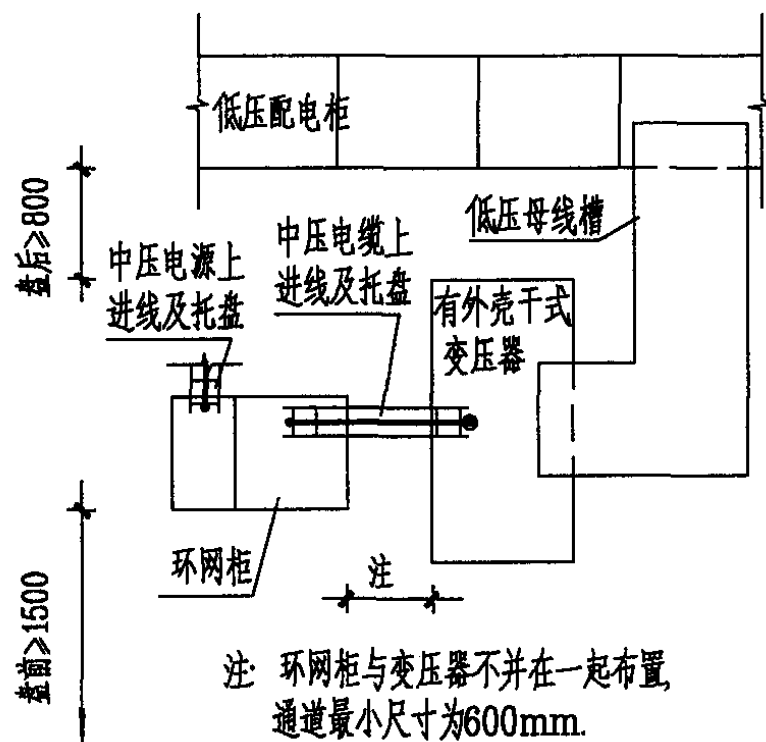 低压配电柜
盘后≥800
低压母线槽
中压电源上
进线及托盘
中压电缆上
进线及托盘
有外壳干式
变压器
环网柜
注
盘前≥1500
注: 环网柜与变压器不并在一起布置,
通道最小尺寸为600mm.